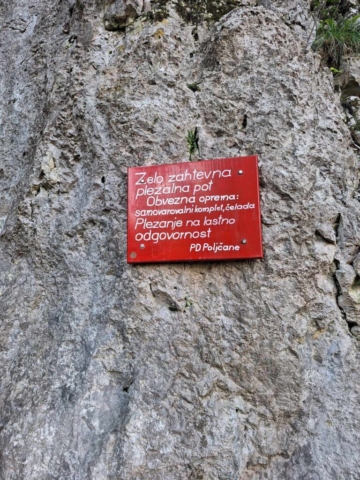 Zelo zahtevna
plezalna pot
Obvezna oprema:
samovarovalni komplet, čelada
Plezanje na lastno
odgovornost
PD Poljčane